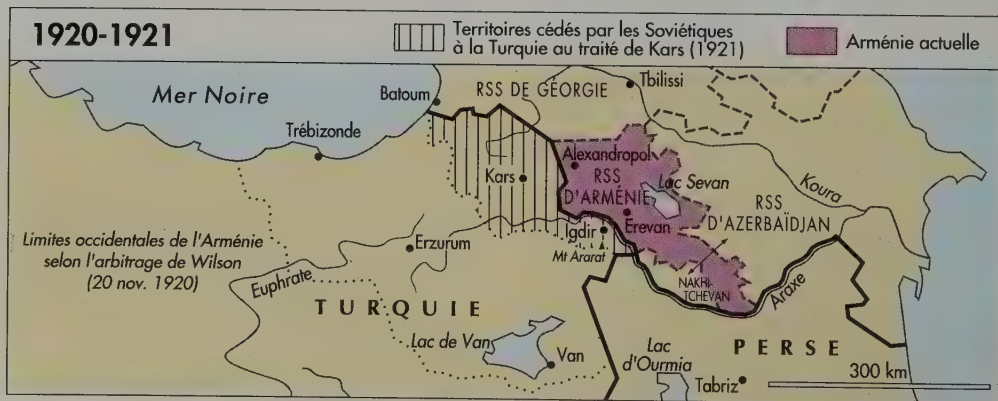 1920-1921
Territoires cédés par les Soviétiques
à la Turquie au traité de Kars (1921)
Arménie actuelle
Mer Noire
Batoum
RSS DE GÉORGIE
Tbilissi
Trébizonde
Kars
Alexandropol
RSS
D'ARMÉNIE
Lac Sevan
Koura
RSS
D'AZERBAÏDJAN
Limites occidentales de l'Arménie
selon l'arbitrage de Wilson
(20 nov. 1920)
Erzurum
Igdir
Erevan
Mt Ararat
Euphrate
NAKHI-
TCHEVAN
Araxe
TURQUIE
Lac de Van
Van
Lac
d'Ourmia
PERSE
Tabriz
300 km